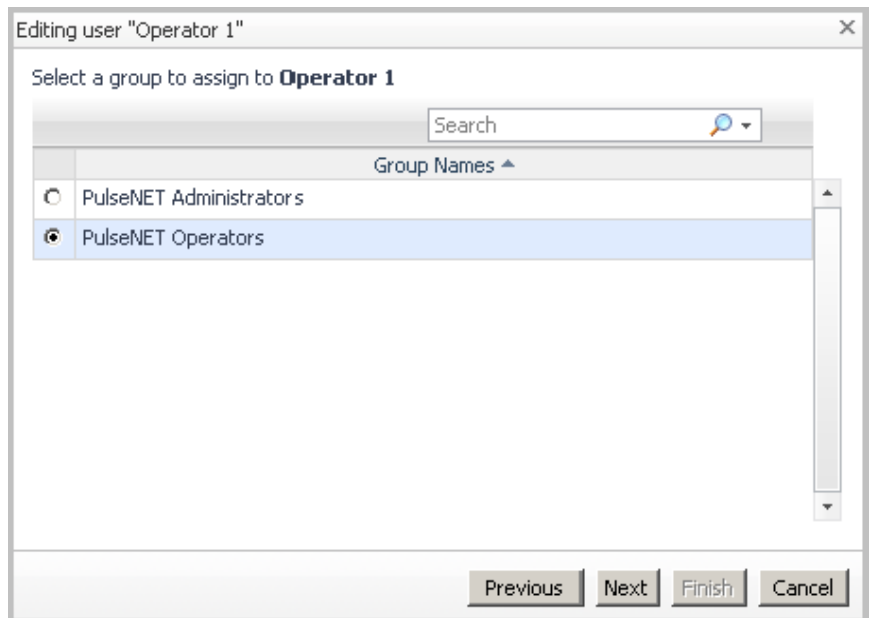 Editing user "Operator 1"
Select a group to assign to Operator 1
Search
Group Names
PulseNET Administrators
PulseNET Operators
Previous Next Finish Cancel